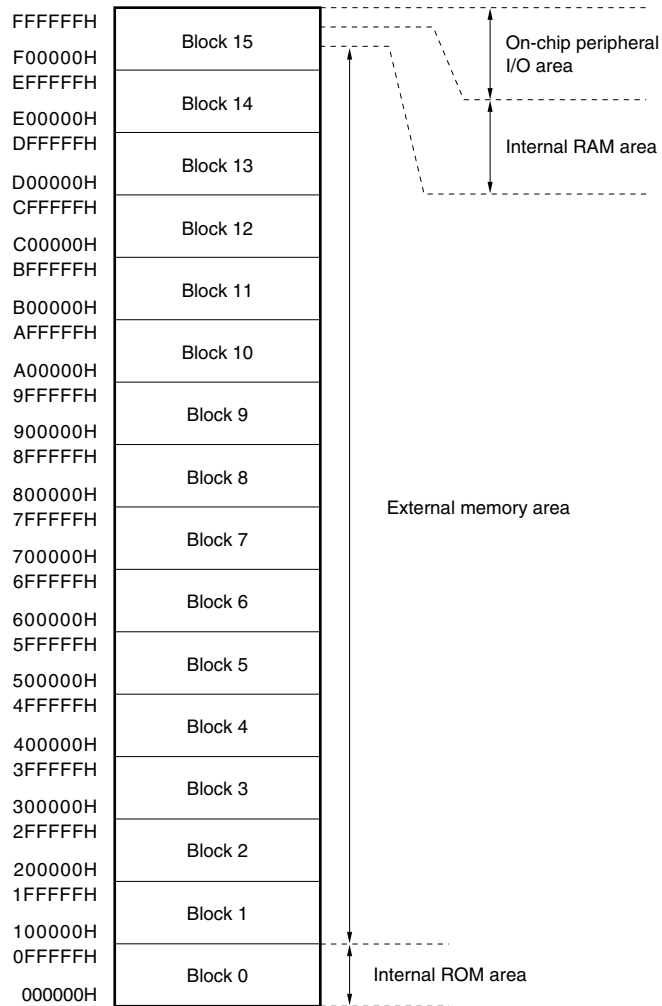 FFFFFFH
Block 15
On-chip peripheral
I/O area
F00000H
EFFFFFH
Block 14
E00000H
DFFFFFH
Internal RAM area
Block 13
D00000H
CFFFFFH
Block 12
C00000H
BFFFFFH
Block 11
B00000H
AFFFFFH
Block 10
A00000H
9FFFFFH
Block 9
900000H
8FFFFFH
Block 8
800000H
7FFFFFH
External memory area
Block 7
700000H
6FFFFFH
Block 6
600000H
5FFFFFH
Block 5
500000H
4FFFFFH
Block 4
400000H
3FFFFFH
Block 3
300000H
2FFFFFH
Block 2
200000H
1FFFFFH
Block 1
100000H
0FFFFFH
Block 0
Internal ROM area
000000H